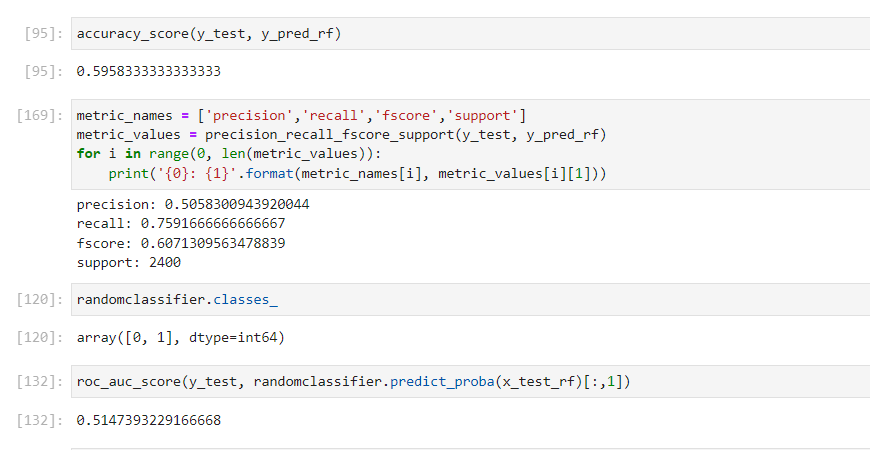 [95]: accuracy_score(y_test, y_pred_rf)
[95]: 0.5958333333333333
[169]: metric_names = ['precision','recall','fscore','support']
metric_values = precision_recall_fscore_support(y_test, y_pred_rf)
for i in range(0, len(metric_values)):
    print('{0}: {1}'.format(metric_names[i], metric_values[i][1]))
precision: 0.5058300943920044
recall: 0.7591666666666667
fscore: 0.6071309563478839
support: 2400
[120]: randomclassifier.classes_
[120]: array([0, 1], dtype=int64)
[132]: roc_auc_score(y_test, randomclassifier.predict_proba(x_test_rf)[:,1])
[132]: 0.5147393229166668